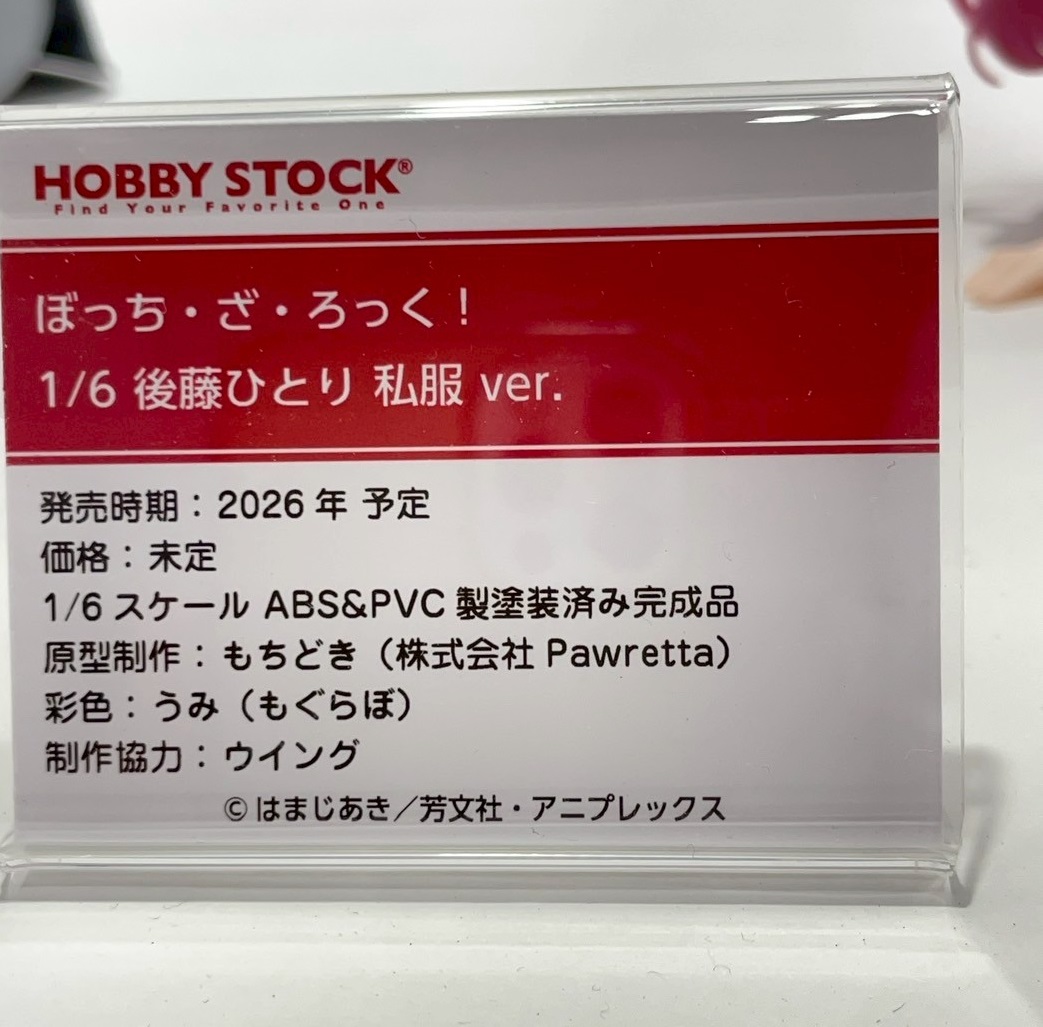 HOBBY STOCK®
Find Your Favorite One
ぼっち・ざ・ろっく！
1/6 後藤ひとり 私服 ver.
発売時期：2026 年 予定
価格：未定
1/6 スケール ABS&PVC 製塗装済み完成品
原型制作：もちどき（株式会社 Pawretta）
彩色：うみ（もぐらぼ）
制作協力：ウイング
© はまじあき／芳文社・アニプレックス